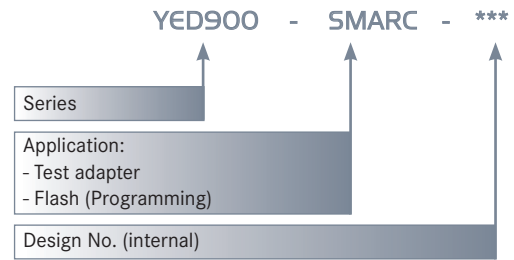 YED900 - SMARC - ***
Series
Application:
- Test adapter
- Flash (Programming)
Design No. (internal)